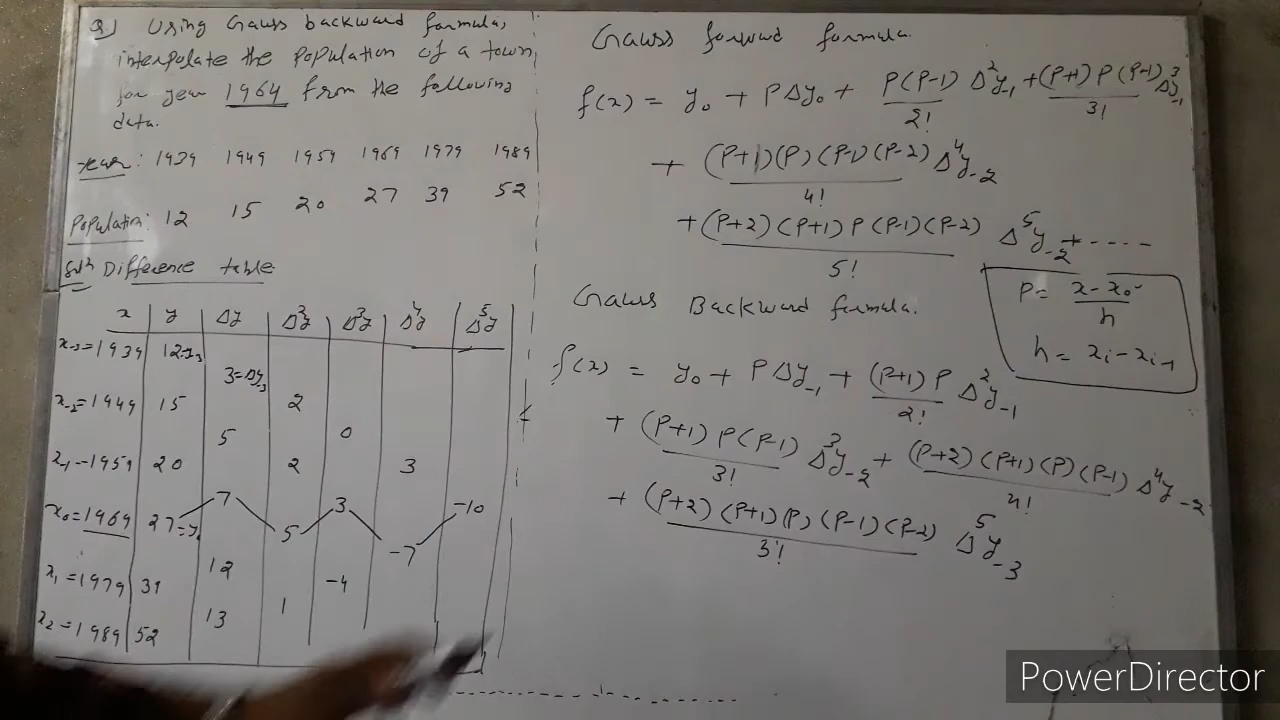 Q) Using Gauss backward formula,
interpolate the population of a town
for year 1964 from the following
data.
year: 1939 1949 1959 1969 1979 1989
Population: 12 15 20 27 39 52
Solⁿ Difference table
x y Δy Δ²y Δ³y Δ⁴y Δ⁵y
x₋₃=1939 12=y₋₃
3=Δy₋₃
x₋₂=1949 15 2
5 0
x₋₁=1959 20 2 3
7 3 -10
x₀=1969 27=y₀ 5 -7
12 -4
x₁=1979 39 1
13
x₂=1989 52
Gauss forward formula.
f(x) = y₀ + PΔy₀ + P(P-1)/2! Δ²y₋₁ + (P+1)P(P-1)/3! Δ³y₋₁
+ (P+1)(P)(P-1)(P-2)/4! Δ⁴y₋₂
+ (P+2)(P+1)P(P-1)(P-2)/5! Δ⁵y₋₂ + ----
P = x-x₀/h
h = xᵢ-xᵢ₋₁
Gauss Backward formula.
f(x) = y₀ + PΔy₋₁ + (P+1)P/2! Δ²y₋₁
+ (P+1)P(P-1)/3! Δ³y₋₂ + (P+2)(P+1)(P)(P-1)/4! Δ⁴y₋₂
+ (P+2)(P+1)(P)(P-1)(P-2)/3! Δ⁵y₋₃
PowerDirector